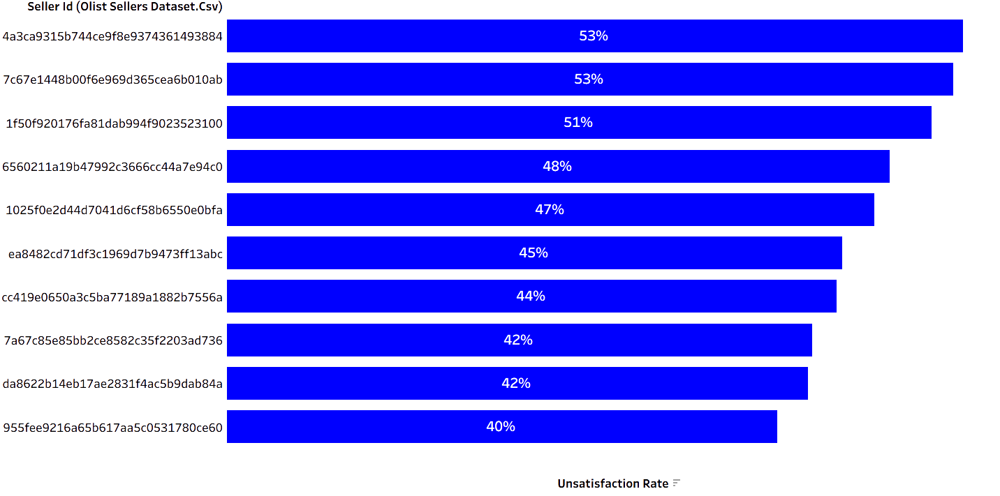 Seller Id (Olist Sellers Dataset.Csv)
4a3ca9315b744ce9f8e9374361493884 53%
7c67e1448b00f6e969d365cea6b010ab 53%
1f50f920176fa81dab994f9023523100 51%
6560211a19b47992c3666cc44a7e94c0 48%
1025f0e2d44d7041d6cf58b6550e0bfa 47%
ea8482cd71df3c1969d7b9473ff13abc 45%
cc419e0650a3c5ba77189a1882b7556a 44%
7a67c85e85bb2ce8582c35f2203ad736 42%
da8622b14eb17ae2831f4ac5b9dab84a 42%
955fee9216a65b617aa5c0531780ce60 40%
Unsatisfaction Rate